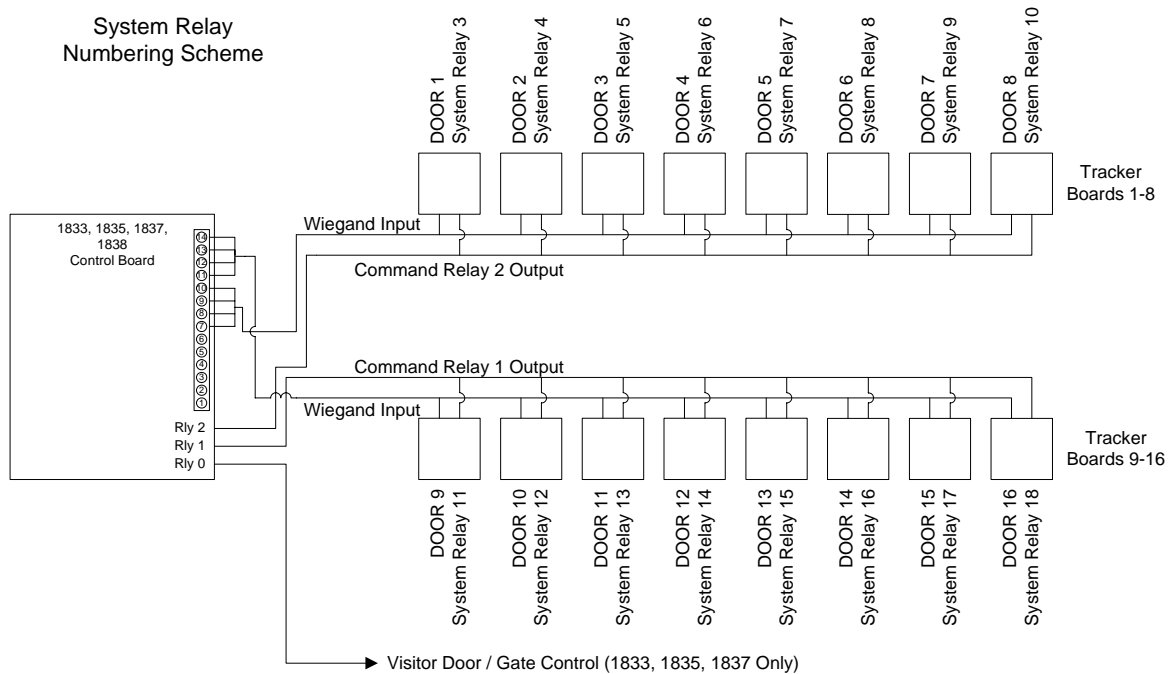 System Relay
Numbering Scheme
DOOR 1
System Relay 3
DOOR 2
System Relay 4
DOOR 3
System Relay 5
DOOR 4
System Relay 6
DOOR 5
System Relay 7
DOOR 6
System Relay 8
DOOR 7
System Relay 9
DOOR 8
System Relay 10
Tracker
Boards 1-8
1833, 1835, 1837,
1838
Control Board
14
13
12
11
10
9
8
7
6
5
4
3
2
1
Rly 2
Rly 1
Rly 0
Wiegand Input
Command Relay 2 Output
Command Relay 1 Output
Wiegand Input
Tracker
Boards 9-16
DOOR 9
System Relay 11
DOOR 10
System Relay 12
DOOR 11
System Relay 13
DOOR 12
System Relay 14
DOOR 13
System Relay 15
DOOR 14
System Relay 16
DOOR 15
System Relay 17
DOOR 16
System Relay 18
Visitor Door / Gate Control (1833, 1835, 1837 Only)